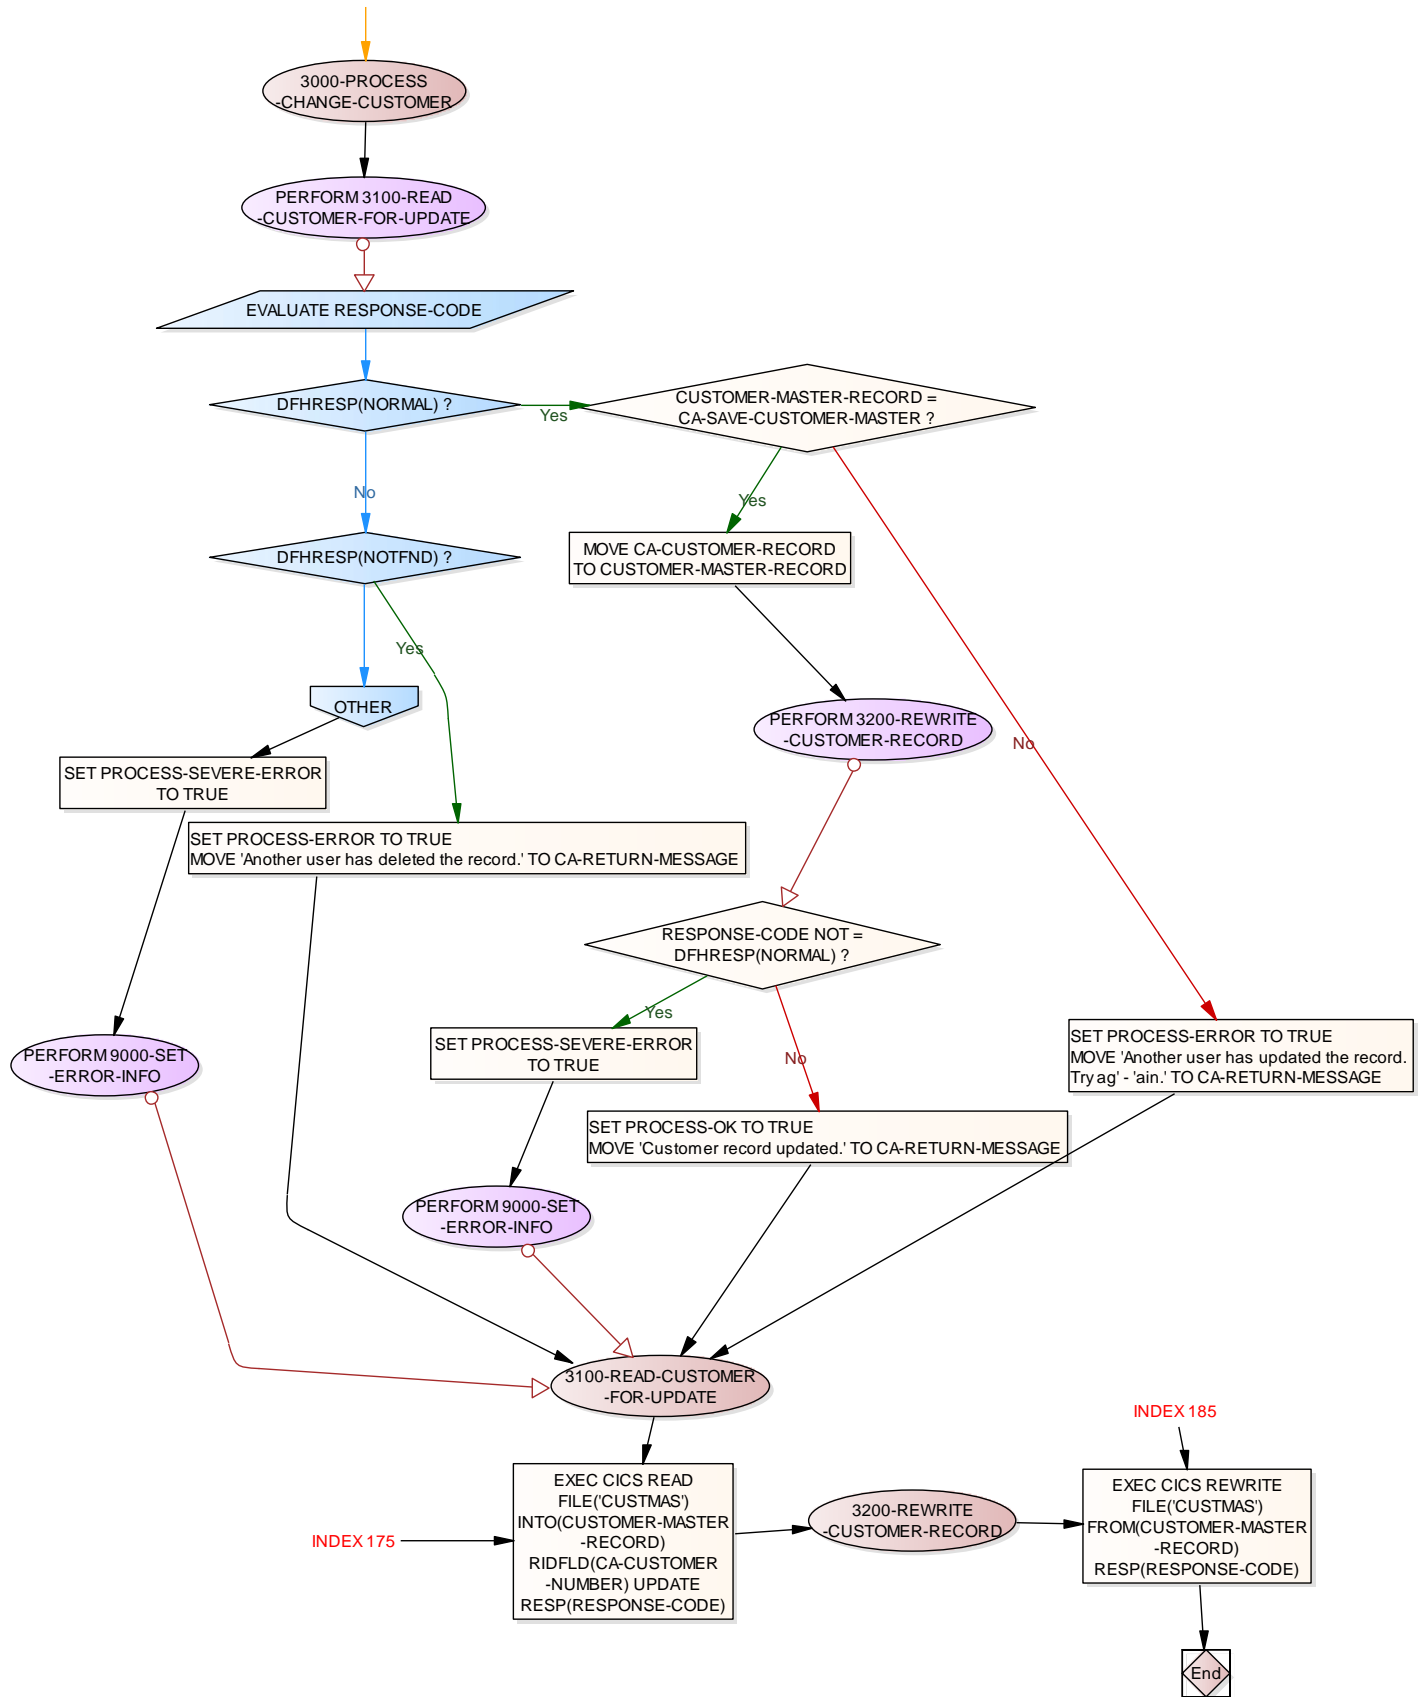 3000-PROCESS
-CHANGE-CUSTOMER
PERFORM 3100-READ
-CUSTOMER-FOR-UPDATE
EVALUATE RESPONSE-CODE
DFHRESP(NORMAL) ?
Yes
CUSTOMER-MASTER-RECORD =
CA-SAVE-CUSTOMER-MASTER ?
No
Yes
MOVE CA-CUSTOMER-RECORD
TO CUSTOMER-MASTER-RECORD
DFHRESP(NOTFND) ?
Yes
OTHER
PERFORM 3200-REWRITE
-CUSTOMER-RECORD
No
SET PROCESS-SEVERE-ERROR
TO TRUE
SET PROCESS-ERROR TO TRUE
MOVE 'Another user has deleted the record.' TO CA-RETURN-MESSAGE
RESPONSE-CODE NOT =
DFHRESP(NORMAL) ?
Yes
No
PERFORM 9000-SET
-ERROR-INFO
SET PROCESS-SEVERE-ERROR
TO TRUE
SET PROCESS-ERROR TO TRUE
MOVE 'Another user has updated the record.
Try ag' - 'ain.' TO CA-RETURN-MESSAGE
SET PROCESS-OK TO TRUE
MOVE 'Customer record updated.' TO CA-RETURN-MESSAGE
PERFORM 9000-SET
-ERROR-INFO
3100-READ-CUSTOMER
-FOR-UPDATE
INDEX 185
INDEX 175
EXEC CICS READ
FILE('CUSTMAS')
INTO(CUSTOMER-MASTER
-RECORD)
RIDFLD(CA-CUSTOMER
-NUMBER) UPDATE
RESP(RESPONSE-CODE)
3200-REWRITE
-CUSTOMER-RECORD
EXEC CICS REWRITE
FILE('CUSTMAS')
FROM(CUSTOMER-MASTER
-RECORD)
RESP(RESPONSE-CODE)
End